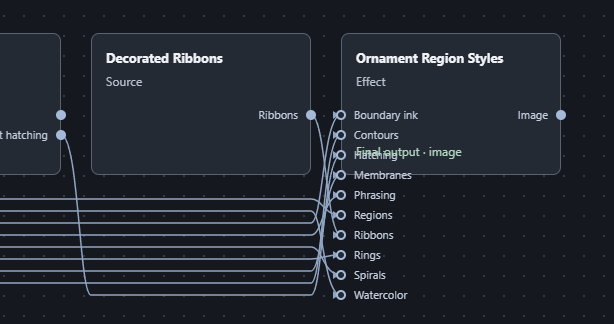 Decorated Ribbons
Source
Ribbons
t hatching
Ornament Region Styles
Effect
Boundary ink
Image
Contours
Final output · image
Hatching
Membranes
Phrasing
Regions
Ribbons
Rings
Spirals
Watercolor